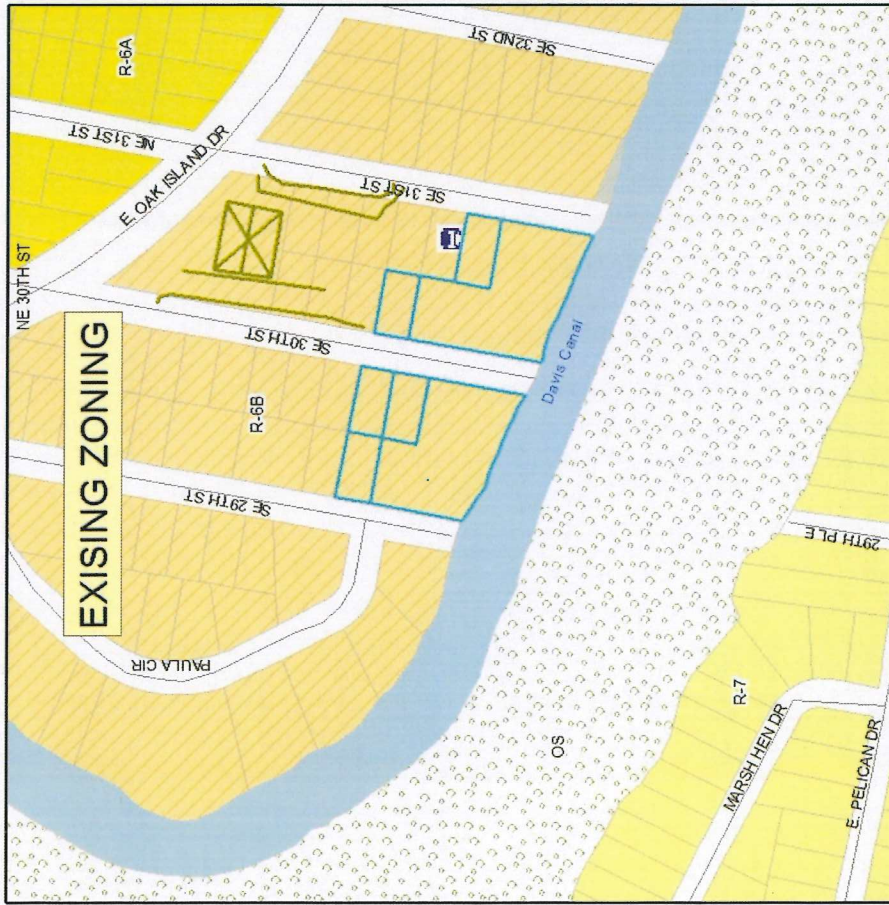 NE 30TH ST
R-6A
NE 31ST ST
E. OAK ISLAND DR
SE 32ND ST
EXISING ZONING
SE 31ST ST
SE 30TH ST
R-6B
SE 29TH ST
Davis Canal
PAULA CIR
OS
29TH PL E
R-7
MARSH HEN DR
E. PELICAN DR